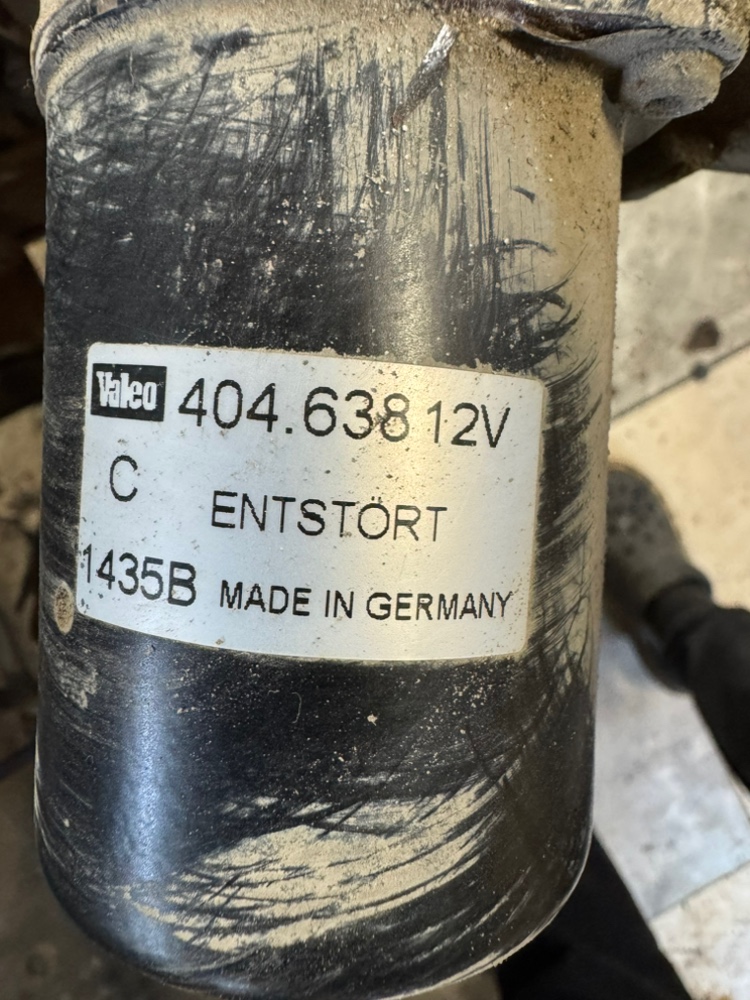 Valeo 404.638 12V
C ENTSTÖRT
1435B MADE IN GERMANY